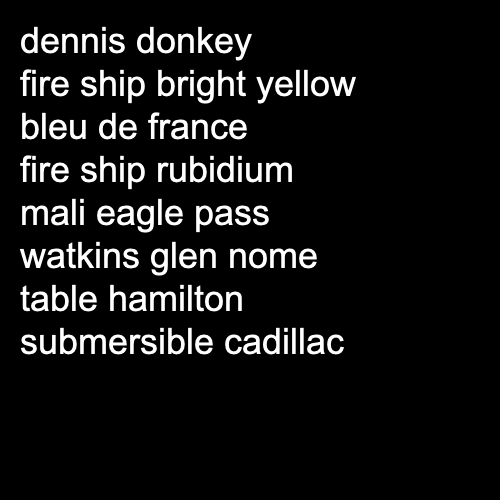 dennis donkey
fire ship bright yellow
bleu de france
fire ship rubidium
mali eagle pass
watkins glen nome
table hamilton
submersible cadillac